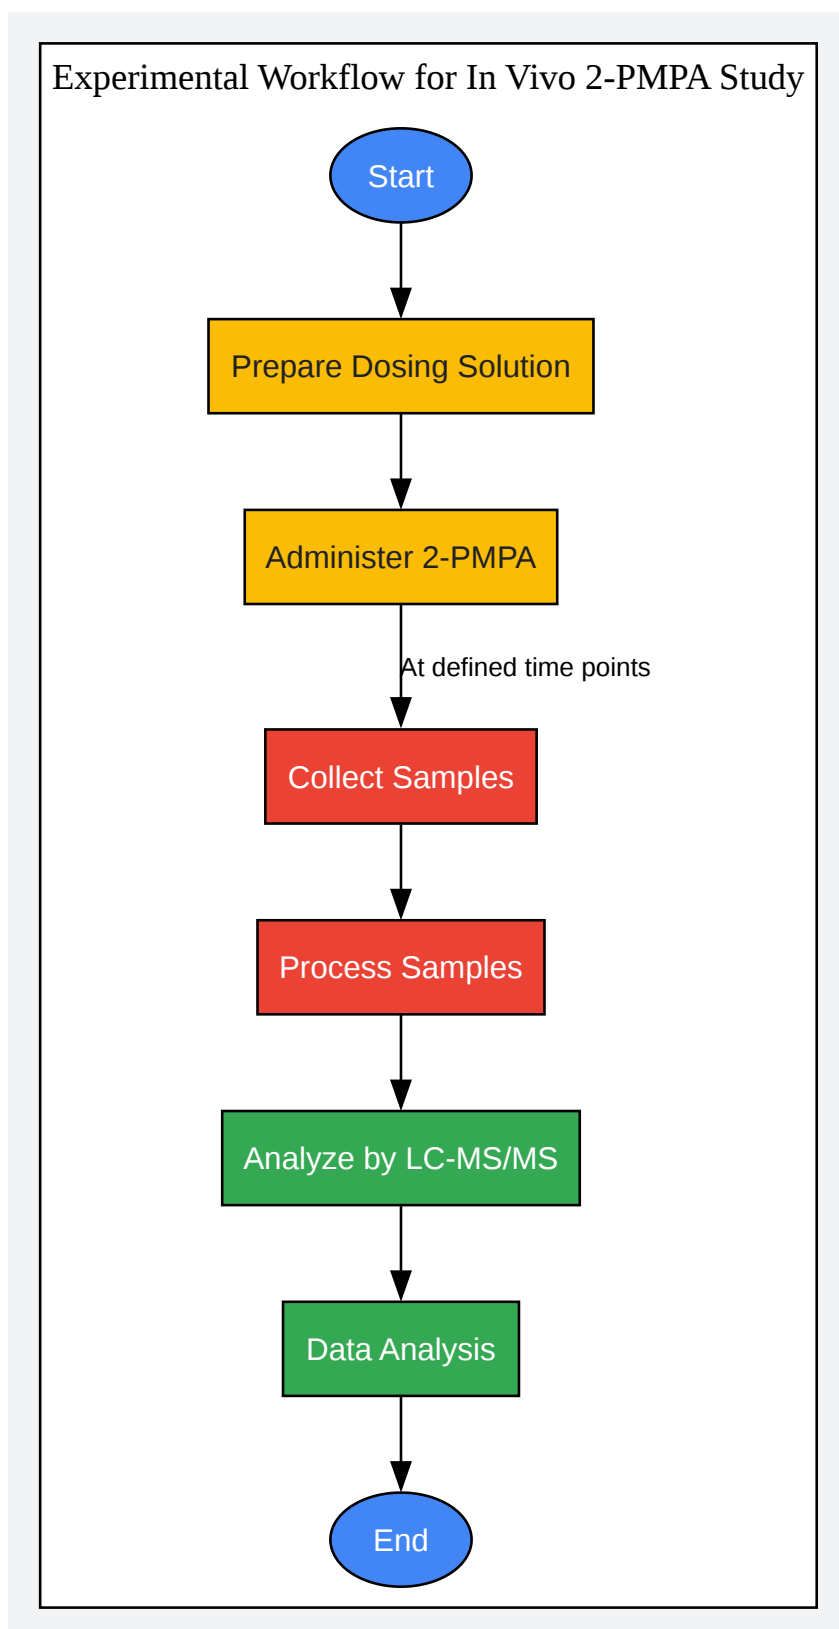 Experimental Workflow for In Vivo 2-PMPA Study
Start
Prepare Dosing Solution
Administer 2-PMPA
At defined time points
Collect Samples
Process Samples
Analyze by LC-MS/MS
Data Analysis
End